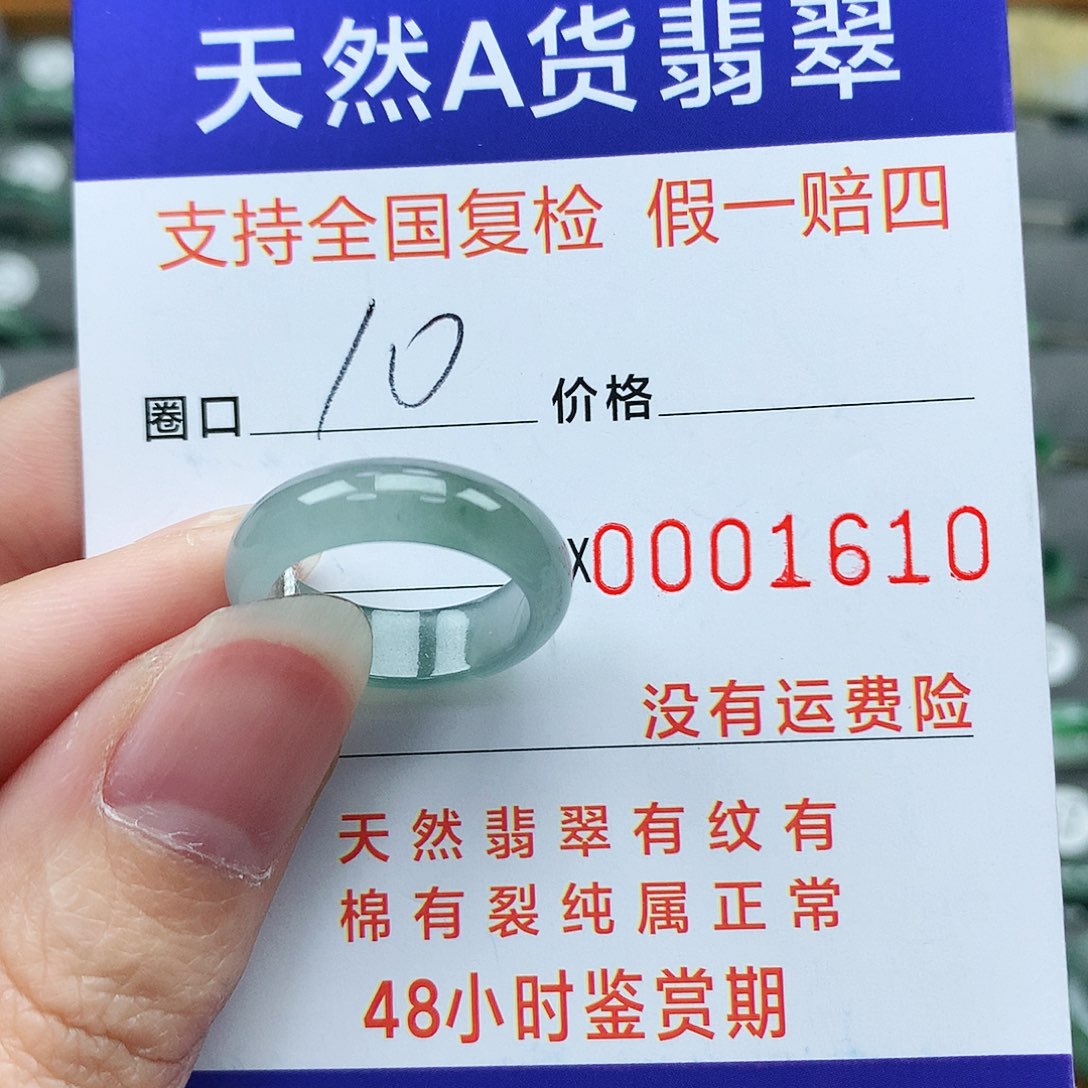 天然A货翡翠
支持全国复检 假一赔四
圈口 10 价格
X0001610
没有运费险
天然翡翠有纹有
棉有裂纯属正常
48小时鉴赏期